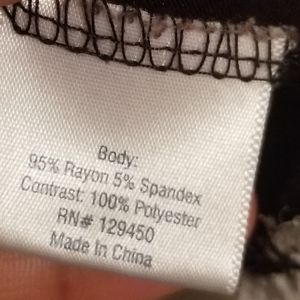 Body:
95% Rayon 5% Spandex
Contrast: 100% Polyester
RN# 129450
Made In China